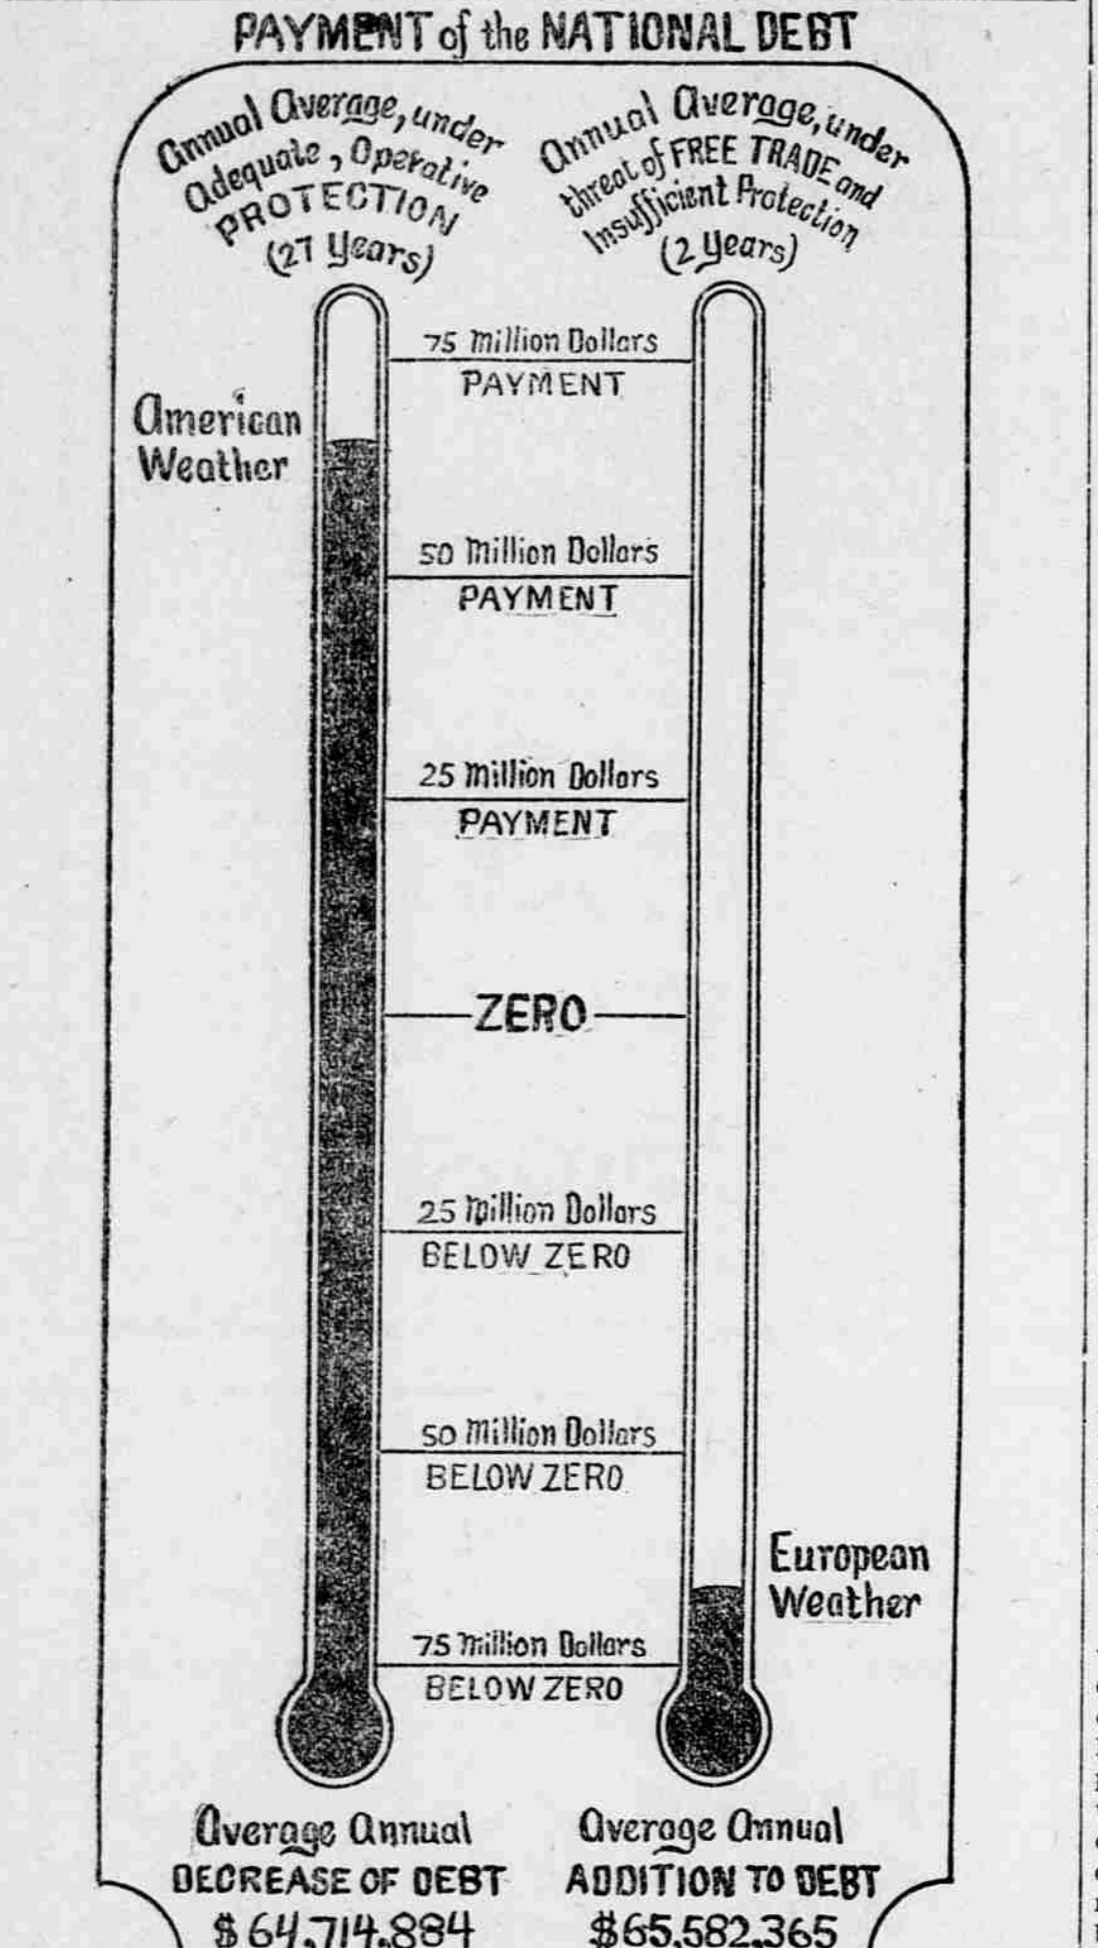 PAYMENT of the NATIONAL DEBT
Annual Average, under
Adequate, Operative
PROTECTION
(27 Years)
Annual Average, under
threat of FREE TRADE and
Insufficient Protection
(2 Years)
75 Million Dollars
PAYMENT
American
Weather
50 Million Dollars
PAYMENT
25 Million Dollars
PAYMENT
ZERO
25 Million Dollars
BELOW ZERO
50 Million Dollars
BELOW ZERO
European
Weather
75 Million Dollars
BELOW ZERO
Average Annual
DECREASE OF DEBT
$64,714,884
Average Annual
ADDITION TO DEBT
$65,582,365